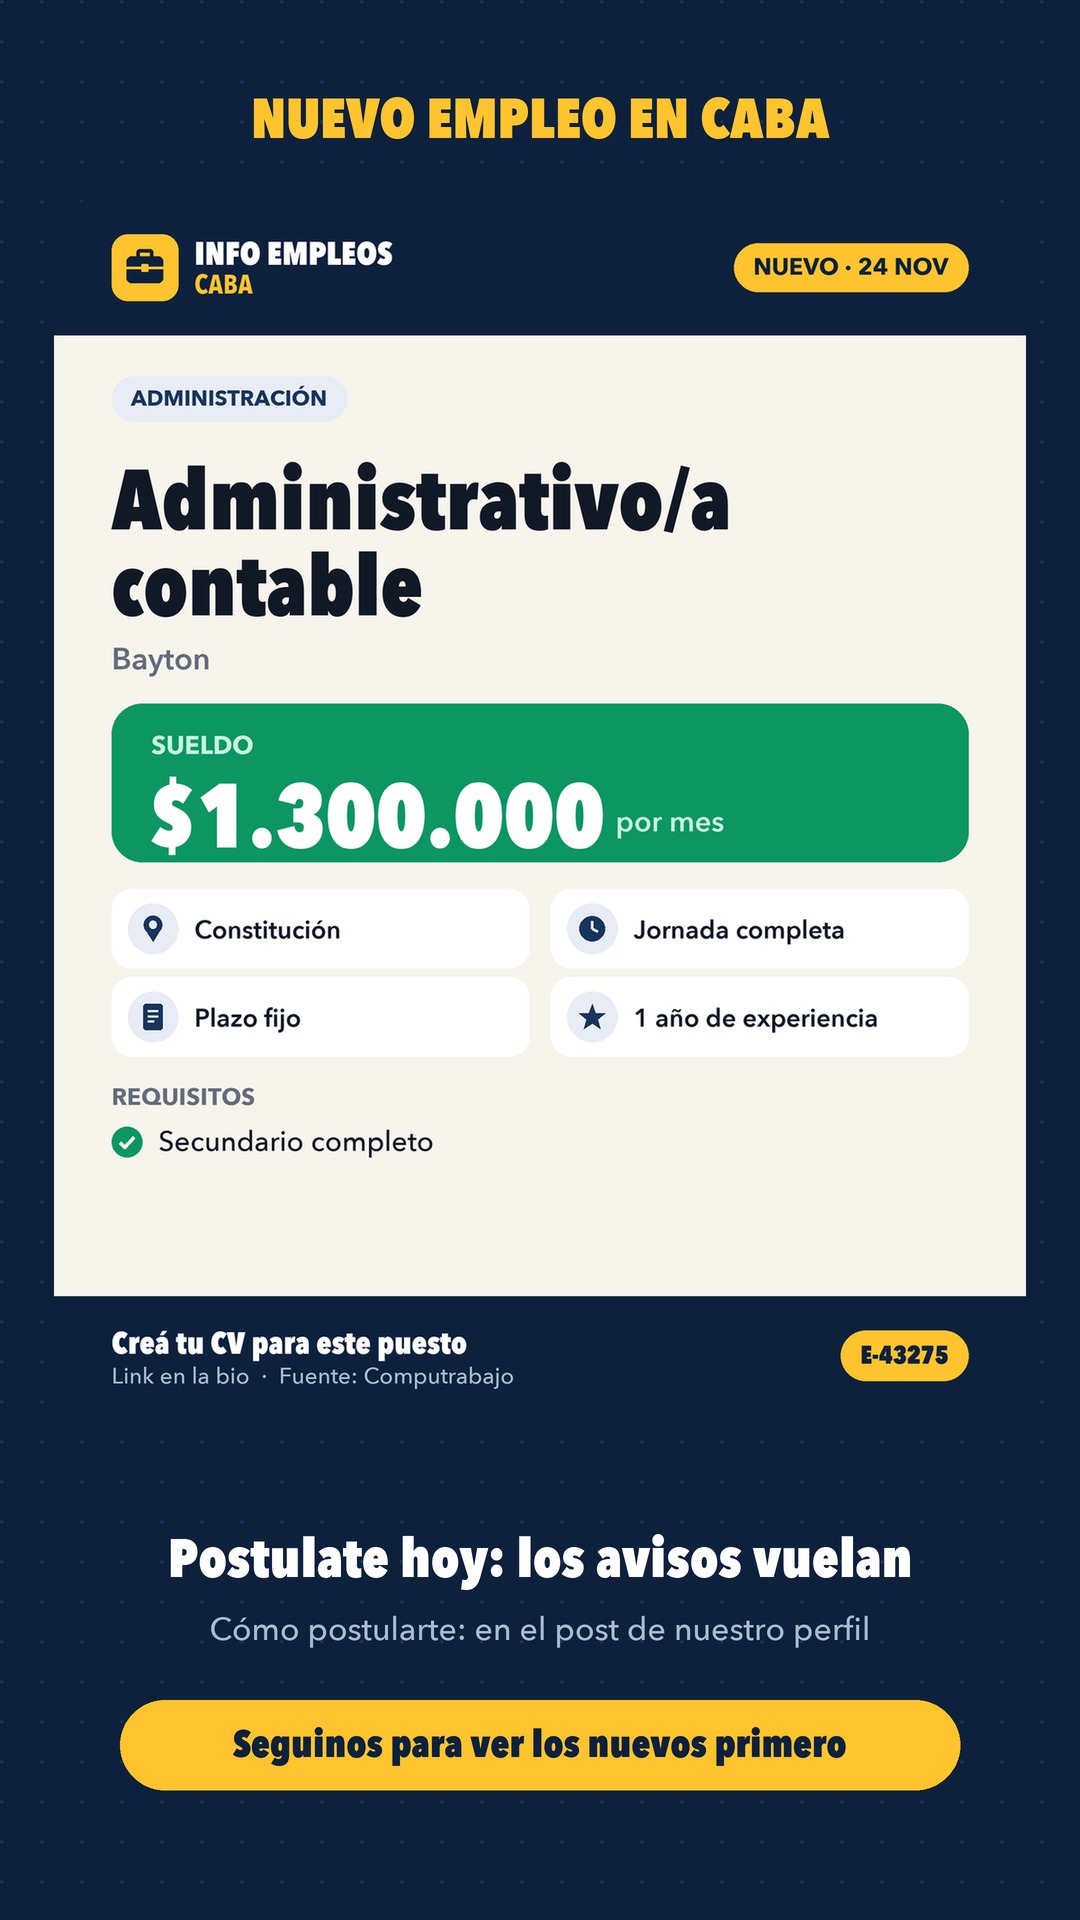 NUEVO EMPLEO EN CABA
INFO EMPLEOS
CABA
NUEVO · 24 NOV
ADMINISTRACIÓN
Administrativo/a
contable
Bayton
SUELDO
$1.300.000 por mes
Constitución
Jornada completa
Plazo fijo
1 año de experiencia
REQUISITOS
Secundario completo
Creá tu CV para este puesto
Link en la bio · Fuente: Computrabajo
E-43275
Postulate hoy: los avisos vuelan
Cómo postularte: en el post de nuestro perfil
Seguinos para ver los nuevos primero